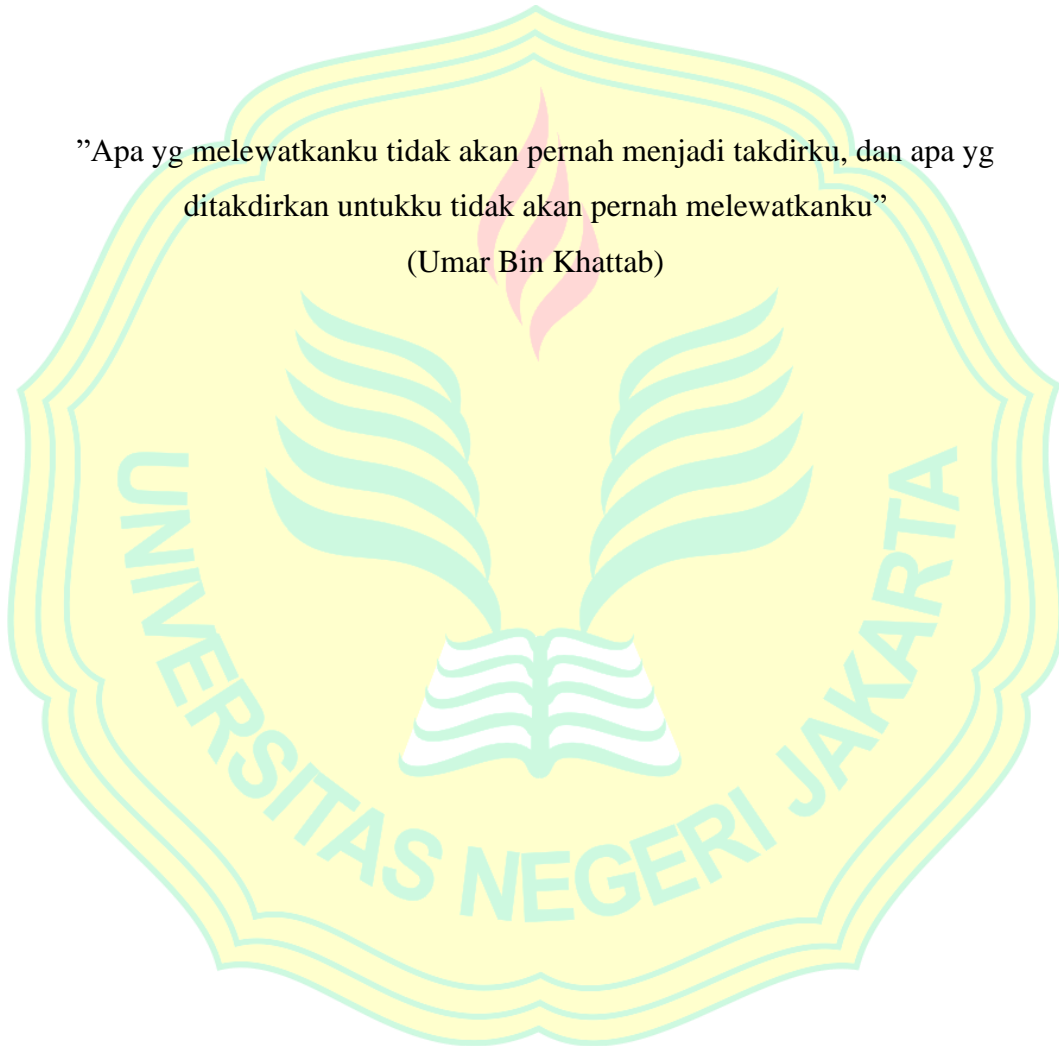 ”Apa yg melewatkanku tidak akan pernah menjadi takdirku, dan apa yg
ditakdirkan untukku tidak akan pernah melewatkanku”
(Umar Bin Khattab)
UNIVERSITAS NEGERI JAKARTA